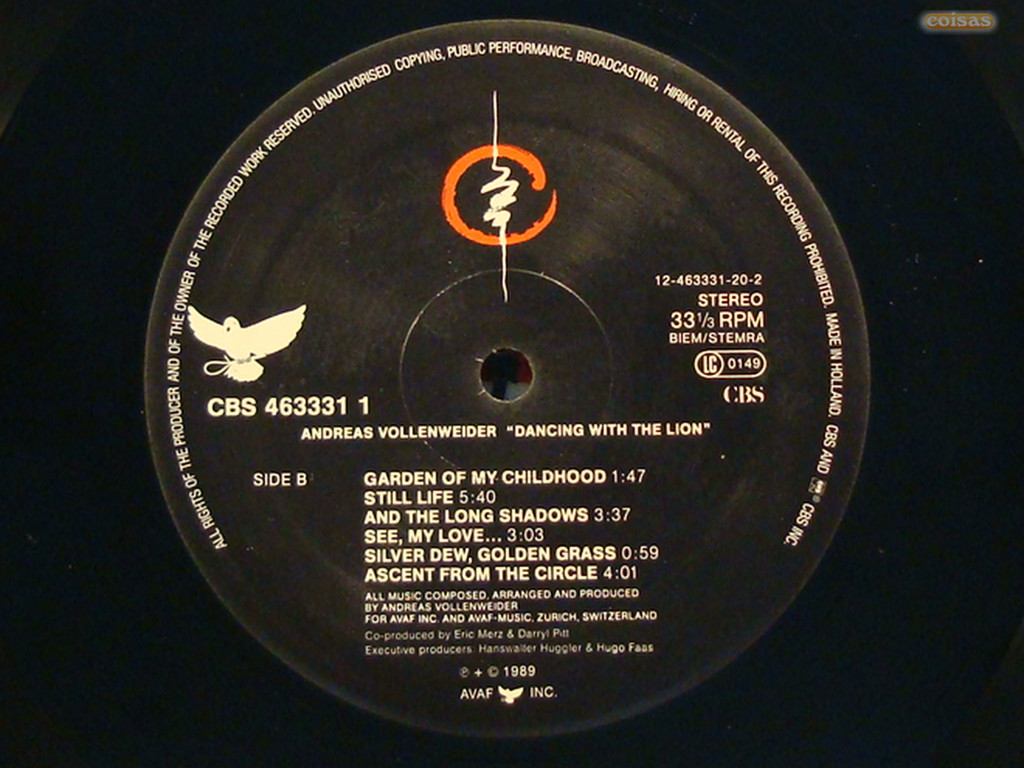 coisas
ALL RIGHTS OF THE PRODUCER AND OF THE OWNER OF THE RECORDED WORK RESERVED. UNAUTHORISED COPYING, PUBLIC PERFORMANCE, BROADCASTING, HIRING OR RENTAL OF THIS RECORDING PROHIBITED. MADE IN HOLLAND. CBS AND ® CBS INC.
12-463331-20-2
STEREO
33 1/3 RPM
BIEM/STEMRA
LC 0149
CBS
CBS 463331 1
ANDREAS VOLLENWEIDER "DANCING WITH THE LION"
SIDE B
GARDEN OF MY CHILDHOOD 1:47
STILL LIFE 5:40
AND THE LONG SHADOWS 3:37
SEE, MY LOVE... 3:03
SILVER DEW, GOLDEN GRASS 0:59
ASCENT FROM THE CIRCLE 4:01
ALL MUSIC COMPOSED, ARRANGED AND PRODUCED
BY ANDREAS VOLLENWEIDER
FOR AVAF INC. AND AVAF-MUSIC, ZURICH, SWITZERLAND
Co-produced by Eric Merz & Darryl Pitt
Executive producers: Hanswalter Huggler & Hugo Faas
℗ + © 1989
AVAF INC.